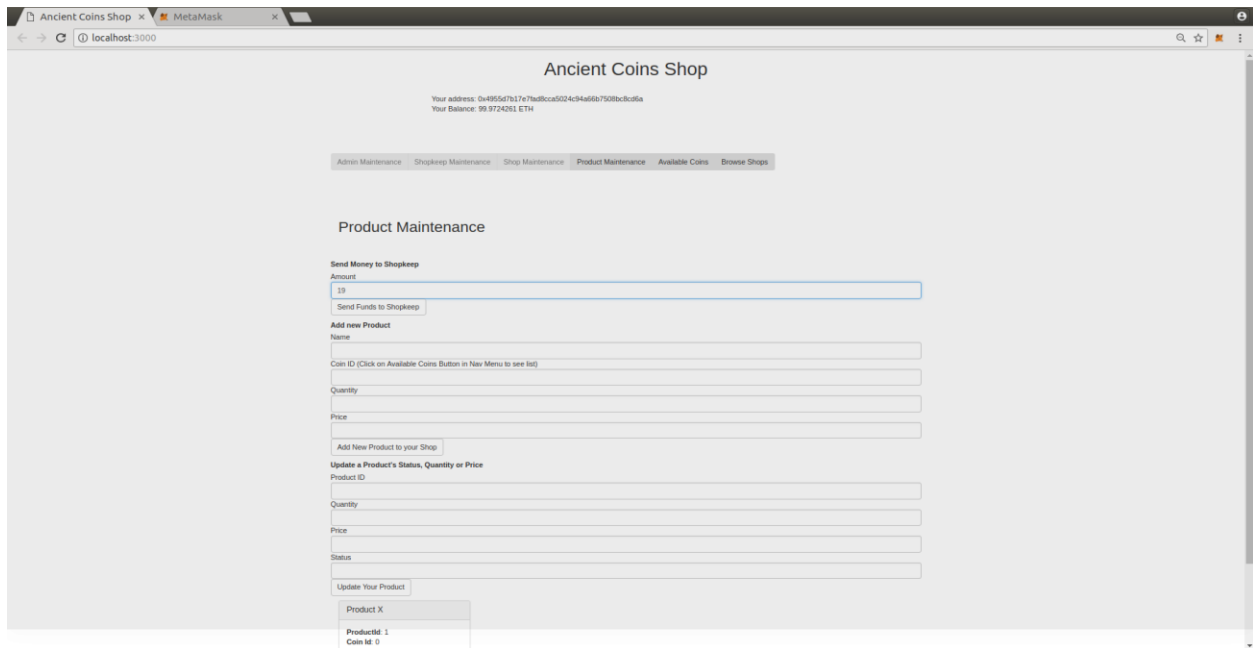 Ancient Coins Shop
MetaMask
localhost:3000
Ancient Coins Shop
Your address: 0x4955d7b17e7fad8cca5024c94a66b7508bc8cd6a
Your Balance: 99.9724261 ETH
Admin Maintenance Shopkeep Maintenance Shop Maintenance Product Maintenance Available Coins Browse Shops
Product Maintenance
Send Money to Shopkeep
Amount
19
Send Funds to Shopkeep
Add new Product
Name
Coin ID (Click on Available Coins Button in Nav Menu to see list)
Quantity
Price
Add New Product to your Shop
Update a Product's Status, Quantity or Price
Product ID
Quantity
Price
Status
Update Your Product
Product X
ProductId: 1
Coin Id: 0